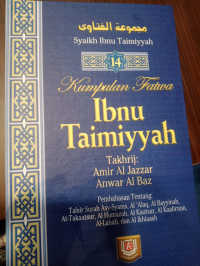 مجموعة الفتاوى
Syaikh Ibnu Taimiyyah
14
Kumpulan Fatwa
Ibnu
Taimiyyah
Takhrij:
Amir Al Jazzar
Anwar Al Baz
Pembahasan Tentang:
Tafsir Surah Asy-Syams, Al 'Alaq, Al Bayyinah,
At-Takaatsur, Al Humazah, Al Kautsar, Al Kaafiruun,
Al-Lahab, dan Al Ikhlaash